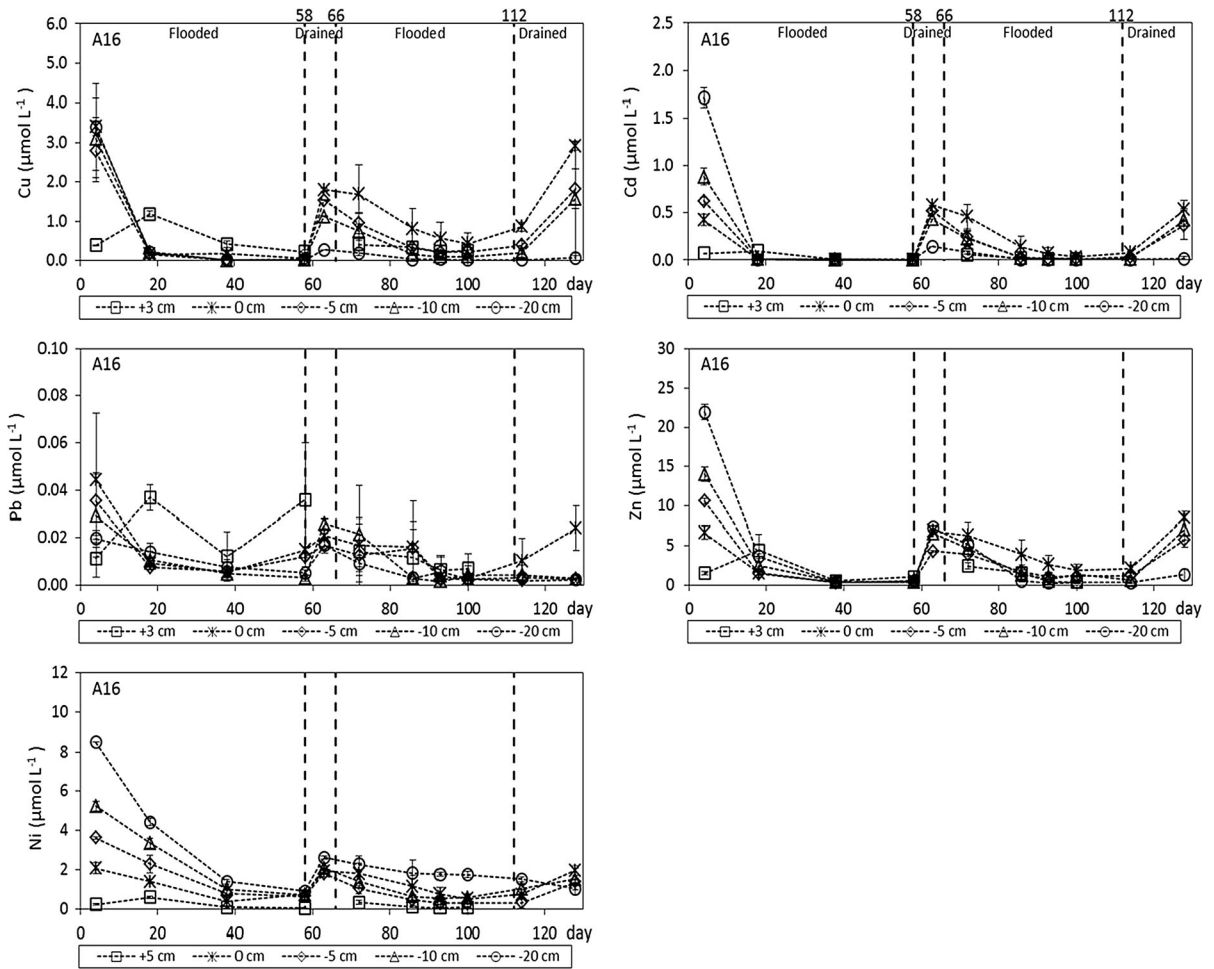 58 66 112
A16 Flooded Drained Flooded Drained
Cu (µmol L-1 )
6.0
5.0
4.0
3.0
2.0
1.0
0.0
0 20 40 60 80 100 120 day
+3 cm 0 cm -5 cm -10 cm -20 cm
58 66 112
A16 Flooded Drained Flooded Drained
Cd (µmol L-1 )
2.5
2.0
1.5
1.0
0.5
0.0
0 20 40 60 80 100 120 day
+3 cm 0 cm -5 cm -10 cm -20 cm
A16
Pb (µmol L-1 )
0.10
0.08
0.06
0.04
0.02
0.00
0 20 40 60 80 100 120 day
+3 cm 0 cm -5 cm -10 cm -20 cm
A16
Zn (µmol L-1 )
30
25
20
15
10
5
0
0 20 40 60 80 100 120 day
+3 cm 0 cm -5 cm -10 cm -20 cm
A16
Ni (µmol L-1 )
12
10
8
6
4
2
0
0 20 40 60 80 100 120 day
+5 cm 0 cm -5 cm -10 cm -20 cm